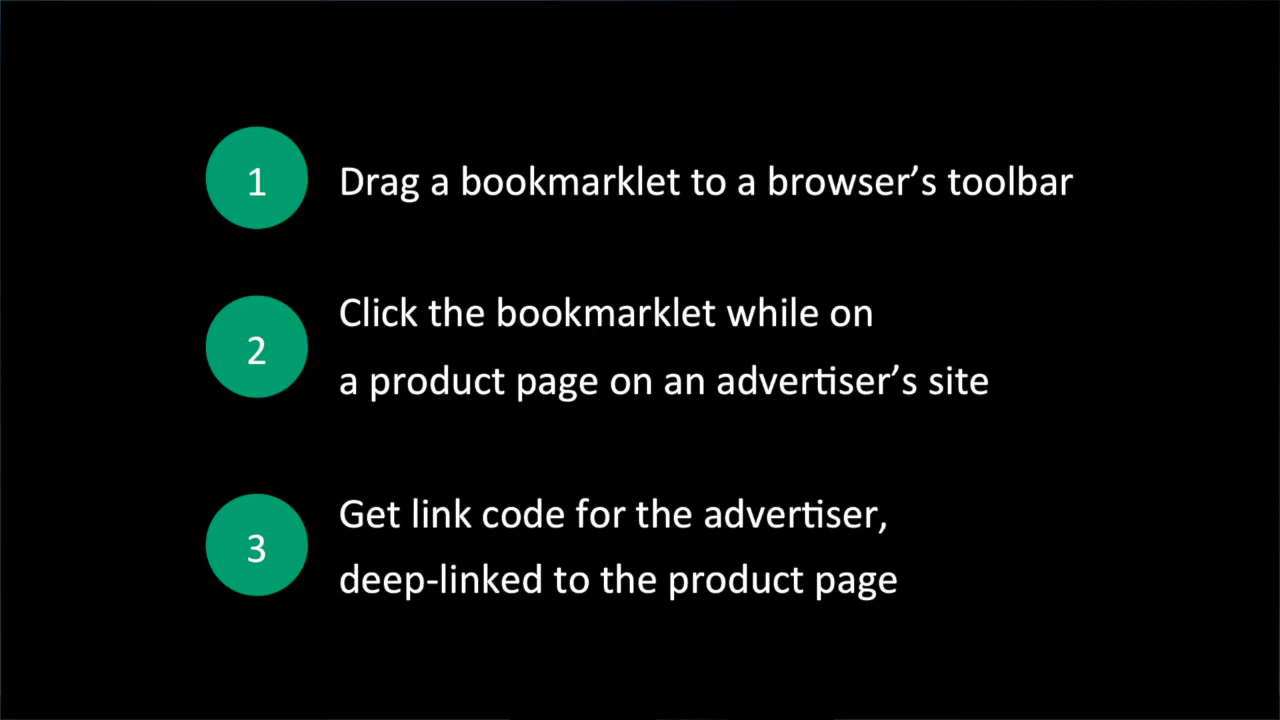 1 Drag a bookmarklet to a browser’s toolbar
2 Click the bookmarklet while on
a product page on an advertiser’s site
3 Get link code for the advertiser,
deep-linked to the product page